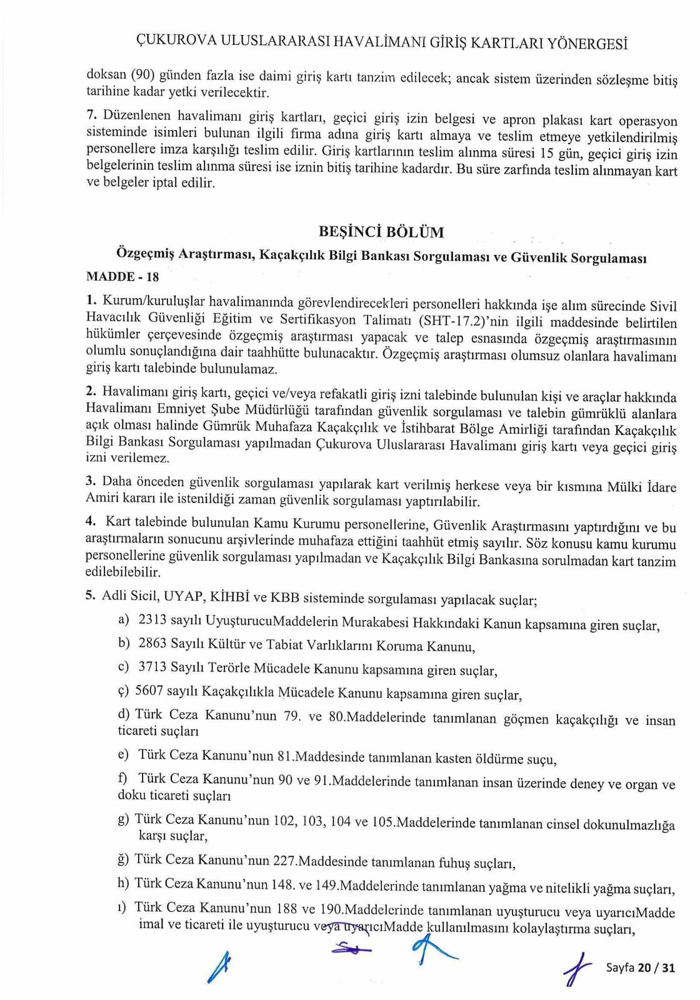 ÇUKUROVA ULUSLARARASI HAVALİMANI GİRİŞ KARTLARI YÖNERGESİ
doksan (90) günden fazla ise daimi giriş kartı tanzim edilecek; ancak sistem üzerinden sözleşme bitiş
tarihine kadar yetki verilecektir.
7. Düzenlenen havalimanı giriş kartları, geçici giriş izin belgesi ve apron plakası kart operasyon
sisteminde isimleri bulunan ilgili firma adına giriş kartı almaya ve teslim etmeye yetkilendirilmiş
personellere imza karşılığı teslim edilir. Giriş kartlarının teslim alınma süresi 15 gün, geçici giriş izin
belgelerinin teslim alınma süresi ise iznin bitiş tarihine kadardır. Bu süre zarfında teslim alınmayan kart
ve belgeler iptal edilir.
BEŞİNCİ BÖLÜM
Özgeçmiş Araştırması, Kaçakçılık Bilgi Bankası Sorgulaması ve Güvenlik Sorgulaması
MADDE - 18
1. Kurum/kuruluşlar havalimanında görevlendirecekleri personelleri hakkında işe alım sürecinde Sivil
Havacılık Güvenliği Eğitim ve Sertifikasyon Talimatı (SHT-17.2)’nin ilgili maddesinde belirtilen
hükümler çerçevesinde özgeçmiş araştırması yapacak ve talep esnasında özgeçmiş araştırmasının
olumlu sonuçlandığına dair taahhütte bulunacaktır. Özgeçmiş araştırması olumsuz olanlara havalimanı
giriş kartı talebinde bulunulamaz.
2. Havalimanı giriş kartı, geçici ve/veya refakatli giriş izni talebinde bulunulan kişi ve araçlar hakkında
Havalimanı Emniyet Şube Müdürlüğü tarafından güvenlik sorgulaması ve talebin gümrüklü alanlara
açık olması halinde Gümrük Muhafaza Kaçakçılık ve İstihbarat Bölge Amirliği tarafından Kaçakçılık
Bilgi Bankası Sorgulaması yapılmadan Çukurova Uluslararası Havalimanı giriş kartı veya geçici giriş
izni verilemez.
3. Daha önceden güvenlik sorgulaması yapılarak kart verilmiş herkese veya bir kısmına Mülki İdare
Amiri kararı ile istenildiği zaman güvenlik sorgulaması yaptırılabilir.
4. Kart talebinde bulunulan Kamu Kurumu personellerine, Güvenlik Araştırmasını yaptırdığını ve bu
araştırmaların sonucunu arşivlerinde muhafaza ettiğini taahhüt etmiş sayılır. Söz konusu kamu kurumu
personellerine güvenlik sorgulaması yapılmadan ve Kaçakçılık Bilgi Bankasına sorulmadan kart tanzim
edilebilebilir.
5. Adli Sicil, UYAP, KİHBİ ve KBB sisteminde sorgulaması yapılacak suçlar;
a) 2313 sayılı UyuşturucuMaddelerin Murakabesi Hakkındaki Kanun kapsamına giren suçlar,
b) 2863 Sayılı Kültür ve Tabiat Varlıklarını Koruma Kanunu,
c) 3713 Sayılı Terörle Mücadele Kanunu kapsamına giren suçlar,
ç) 5607 sayılı Kaçakçılıkla Mücadele Kanunu kapsamına giren suçlar,
d) Türk Ceza Kanunu’nun 79. ve 80.Maddelerinde tanımlanan göçmen kaçakçılığı ve insan
ticareti suçları
e) Türk Ceza Kanunu’nun 81.Maddesinde tanımlanan kasten öldürme suçu,
f) Türk Ceza Kanunu’nun 90 ve 91.Maddelerinde tanımlanan insan üzerinde deney ve organ ve
doku ticareti suçları
g) Türk Ceza Kanunu’nun 102, 103, 104 ve 105.Maddelerinde tanımlanan cinsel dokunulmazlığa
karşı suçlar,
ğ) Türk Ceza Kanunu’nun 227.Maddesinde tanımlanan fuhuş suçları,
h) Türk Ceza Kanunu’nun 148. ve 149.Maddelerinde tanımlanan yağma ve nitelikli yağma suçları,
ı) Türk Ceza Kanunu’nun 188 ve 190.Maddelerinde tanımlanan uyuşturucu veya uyarıcıMadde
imal ve ticareti ile uyuşturucu veya uyarıcıMadde kullanılmasını kolaylaştırma suçları,
Sayfa 20 / 31